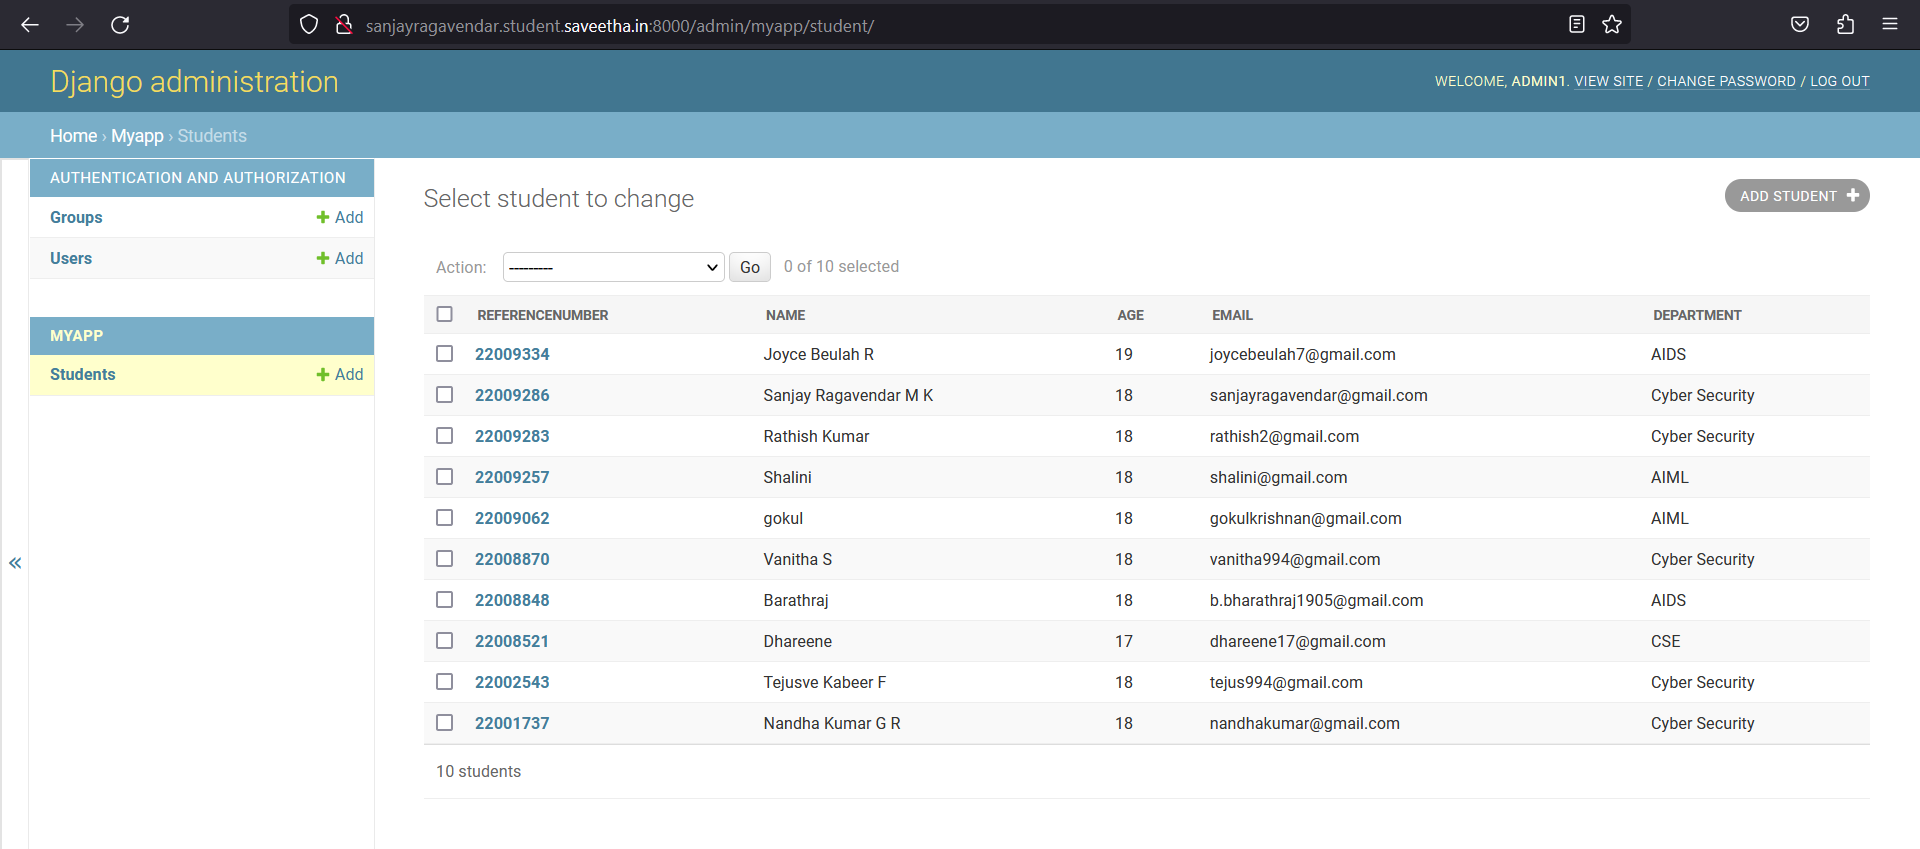 sanjayragavendar.student.saveetha.in:8000/admin/myapp/student/
Django administration
WELCOME, ADMIN1. VIEW SITE / CHANGE PASSWORD / LOG OUT
Home › Myapp › Students
AUTHENTICATION AND AUTHORIZATION
Groups + Add
Users + Add
MYAPP
Students + Add
«
Select student to change
ADD STUDENT +
Action: --------- Go 0 of 10 selected
REFERENCENUMBER NAME AGE EMAIL DEPARTMENT
22009334 Joyce Beulah R 19 joycebeulah7@gmail.com AIDS
22009286 Sanjay Ragavendar M K 18 sanjayragavendar@gmail.com Cyber Security
22009283 Rathish Kumar 18 rathish2@gmail.com Cyber Security
22009257 Shalini 18 shalini@gmail.com AIML
22009062 gokul 18 gokulkrishnan@gmail.com AIML
22008870 Vanitha S 18 vanitha994@gmail.com Cyber Security
22008848 Barathraj 18 b.bharathraj1905@gmail.com AIDS
22008521 Dhareene 17 dhareene17@gmail.com CSE
22002543 Tejusve Kabeer F 18 tejus994@gmail.com Cyber Security
22001737 Nandha Kumar G R 18 nandhakumar@gmail.com Cyber Security
10 students